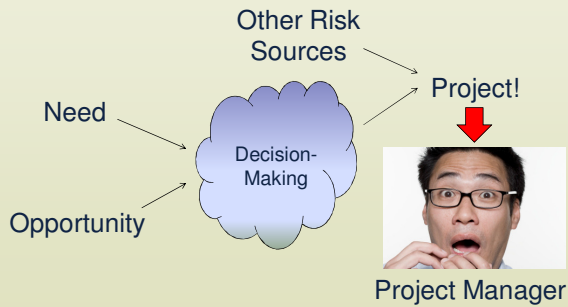 Other Risk
Sources
Project!
Need
Decision-
Making
Opportunity
Project Manager